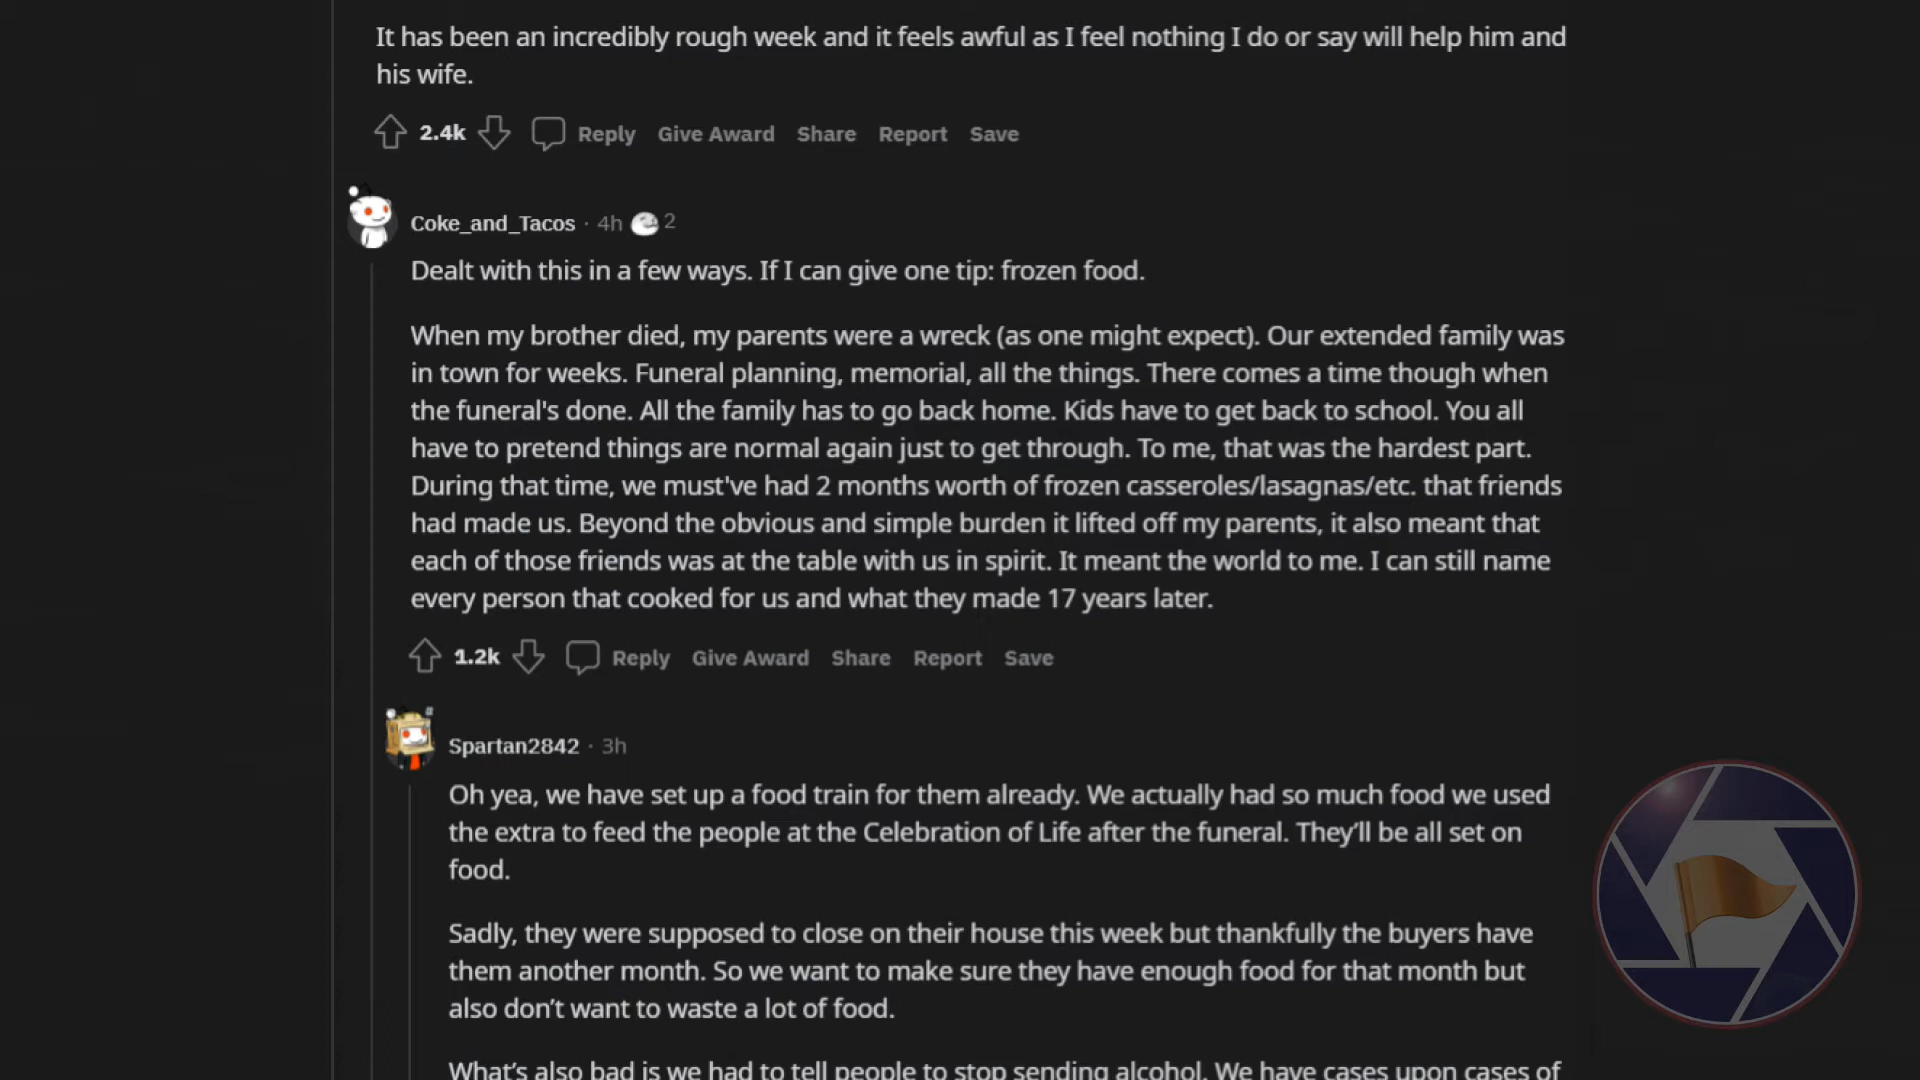 It has been an incredibly rough week and it feels awful as I feel nothing I do or say will help him and
his wife.
2.4k Reply Give Award Share Report Save
Coke_and_Tacos · 4h 2
Dealt with this in a few ways. If I can give one tip: frozen food.
When my brother died, my parents were a wreck (as one might expect). Our extended family was
in town for weeks. Funeral planning, memorial, all the things. There comes a time though when
the funeral's done. All the family has to go back home. Kids have to get back to school. You all
have to pretend things are normal again just to get through. To me, that was the hardest part.
During that time, we must've had 2 months worth of frozen casseroles/lasagnas/etc. that friends
had made us. Beyond the obvious and simple burden it lifted off my parents, it also meant that
each of those friends was at the table with us in spirit. It meant the world to me. I can still name
every person that cooked for us and what they made 17 years later.
1.2k Reply Give Award Share Report Save
Spartan2842 · 3h
Oh yea, we have set up a food train for them already. We actually had so much food we used
the extra to feed the people at the Celebration of Life after the funeral. They’ll be all set on
food.
Sadly, they were supposed to close on their house this week but thankfully the buyers have
them another month. So we want to make sure they have enough food for that month but
also don’t want to waste a lot of food.
What’s also bad is we had to tell people to stop sending alcohol. We have cases upon cases of